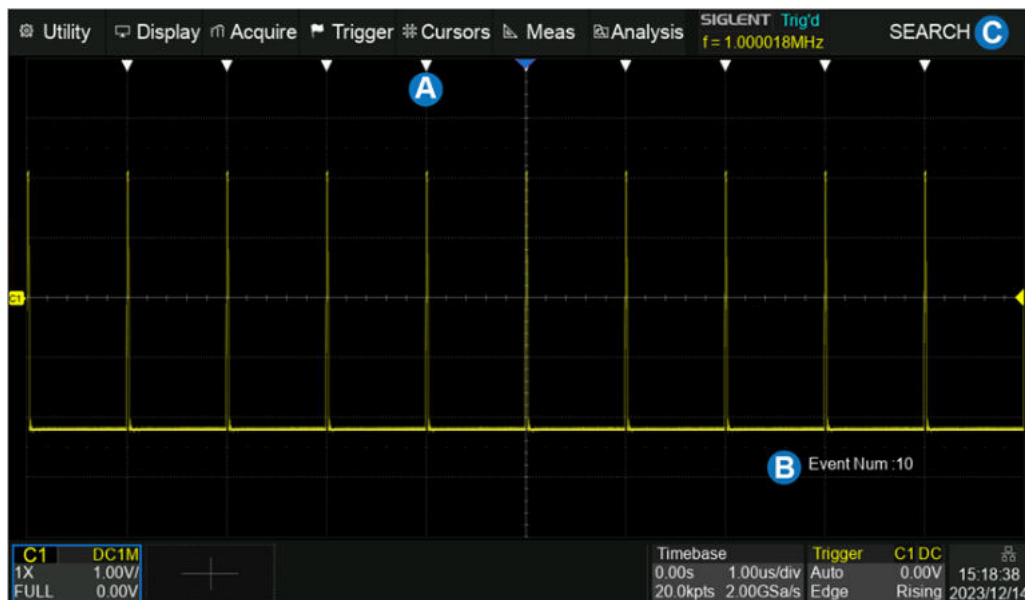 Utility Display Acquire Trigger Cursors Meas Analysis SIGLENT Trig'd SEARCH C
f = 1.000018MHz
A
C1
B Event Num :10
C1 DC1M
1X 1.00V/
FULL 0.00V
Timebase
0.00s 1.00us/div
20.0kpts 2.00GSa/s
Trigger C1 DC
Auto 0.00V
Edge Rising
15:18:38
2023/12/14